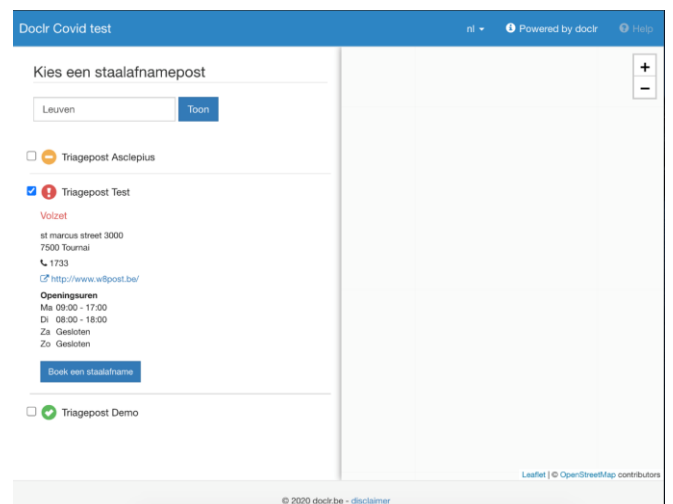 Doclr Covid test
nl
Powered by doclr
Help
Kies een staalafnamepost
Leuven
Toon
Triagepost Asclepius
Triagepost Test
Volzet
st marcus street 3000
7500 Tournai
1733
http://www.w8post.be/
Openingsuren
Ma 09:00 - 17:00
Di 08:00 - 18:00
Za Gesloten
Zo Gesloten
Boek een staalafname
Triagepost Demo
+
−
Leaflet | © OpenStreetMap contributors
© 2020 doclr.be - disclaimer